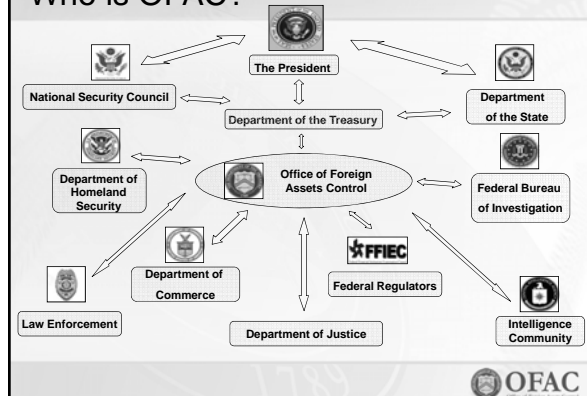 Who is OFAC?
The President
National Security Council
Department
of the State
Department of the Treasury
Department of
Homeland
Security
Office of Foreign
Assets Control
Federal Bureau
of Investigation
FFIEC
Department of
Commerce
Federal Regulators
Law Enforcement
Department of Justice
Intelligence
Community
1789
OFAC